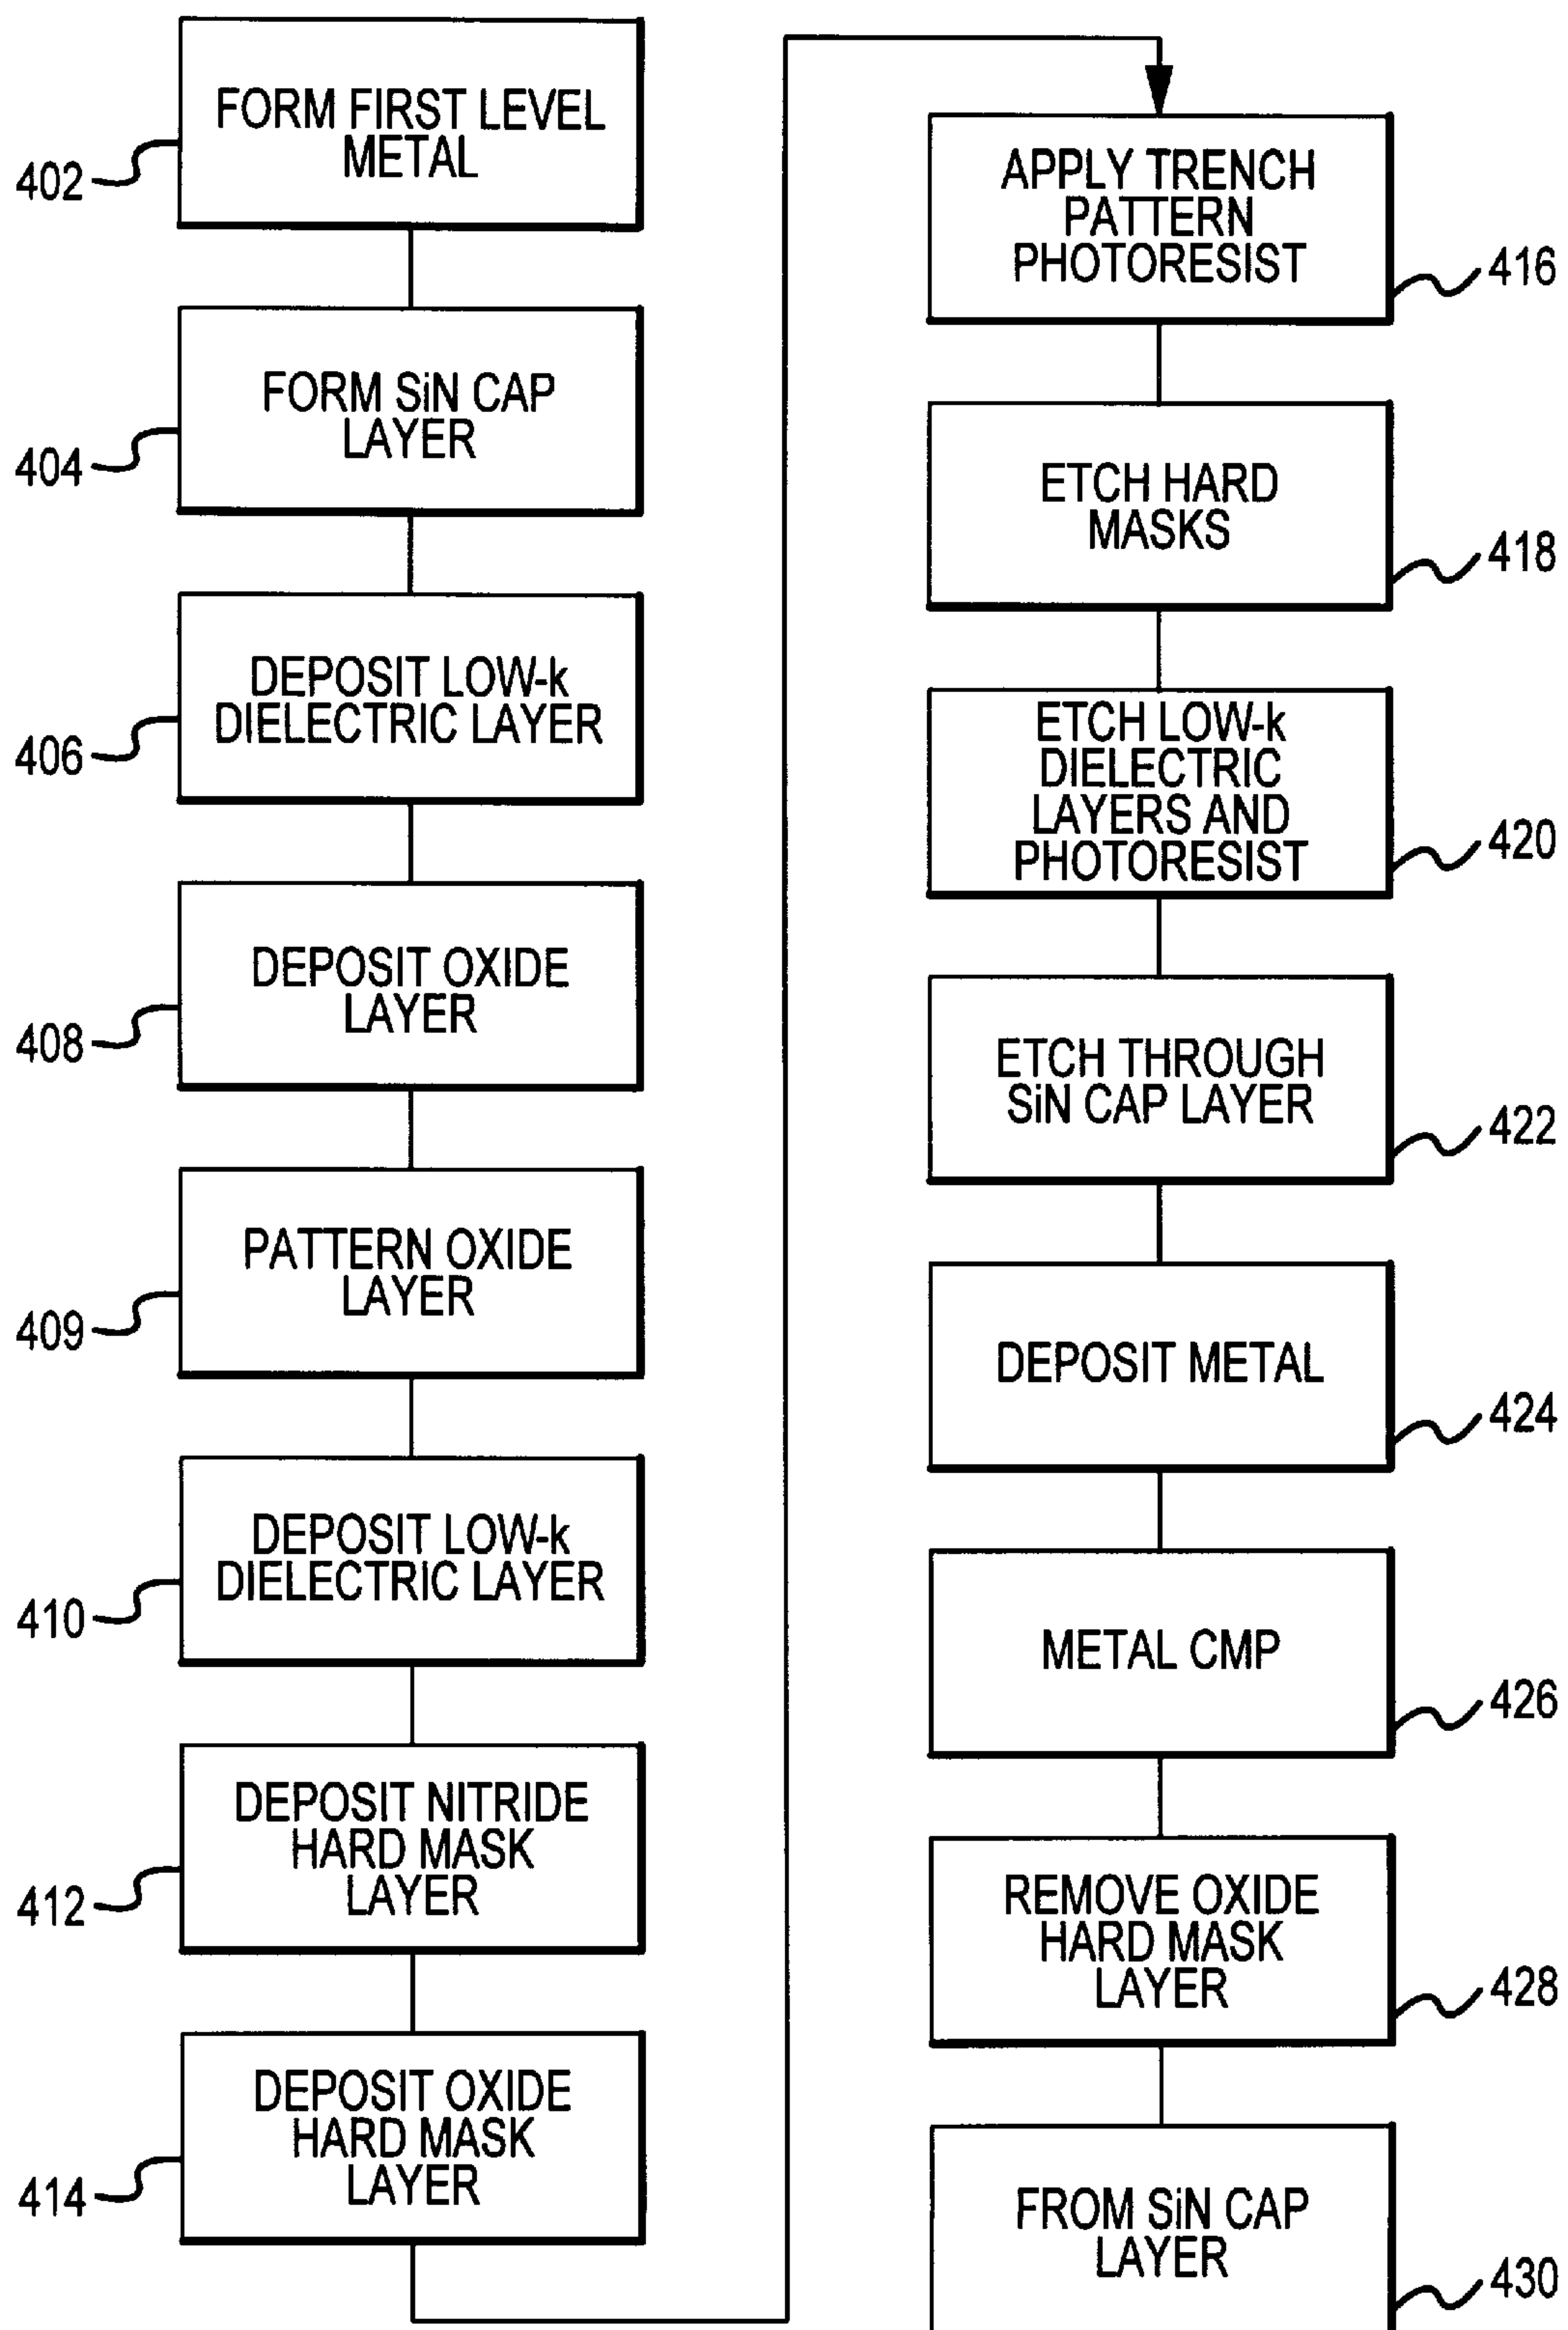 FORM FIRST LEVEL
METAL
402
FORM SiN CAP
LAYER
404
DEPOSIT LOW-k
DIELECTRIC LAYER
406
DEPOSIT OXIDE
LAYER
408
PATTERN OXIDE
LAYER
409
DEPOSIT LOW-k
DIELECTRIC LAYER
410
DEPOSIT NITRIDE
HARD MASK
LAYER
412
DEPOSIT OXIDE
HARD MASK
LAYER
414
APPLY TRENCH
PATTERN
PHOTORESIST
416
ETCH HARD
MASKS
418
ETCH LOW-k
DIELECTRIC
LAYERS AND
PHOTORESIST
420
ETCH THROUGH
SiN CAP LAYER
422
DEPOSIT METAL
424
METAL CMP
426
REMOVE OXIDE
HARD MASK
LAYER
428
FROM SiN CAP
LAYER
430